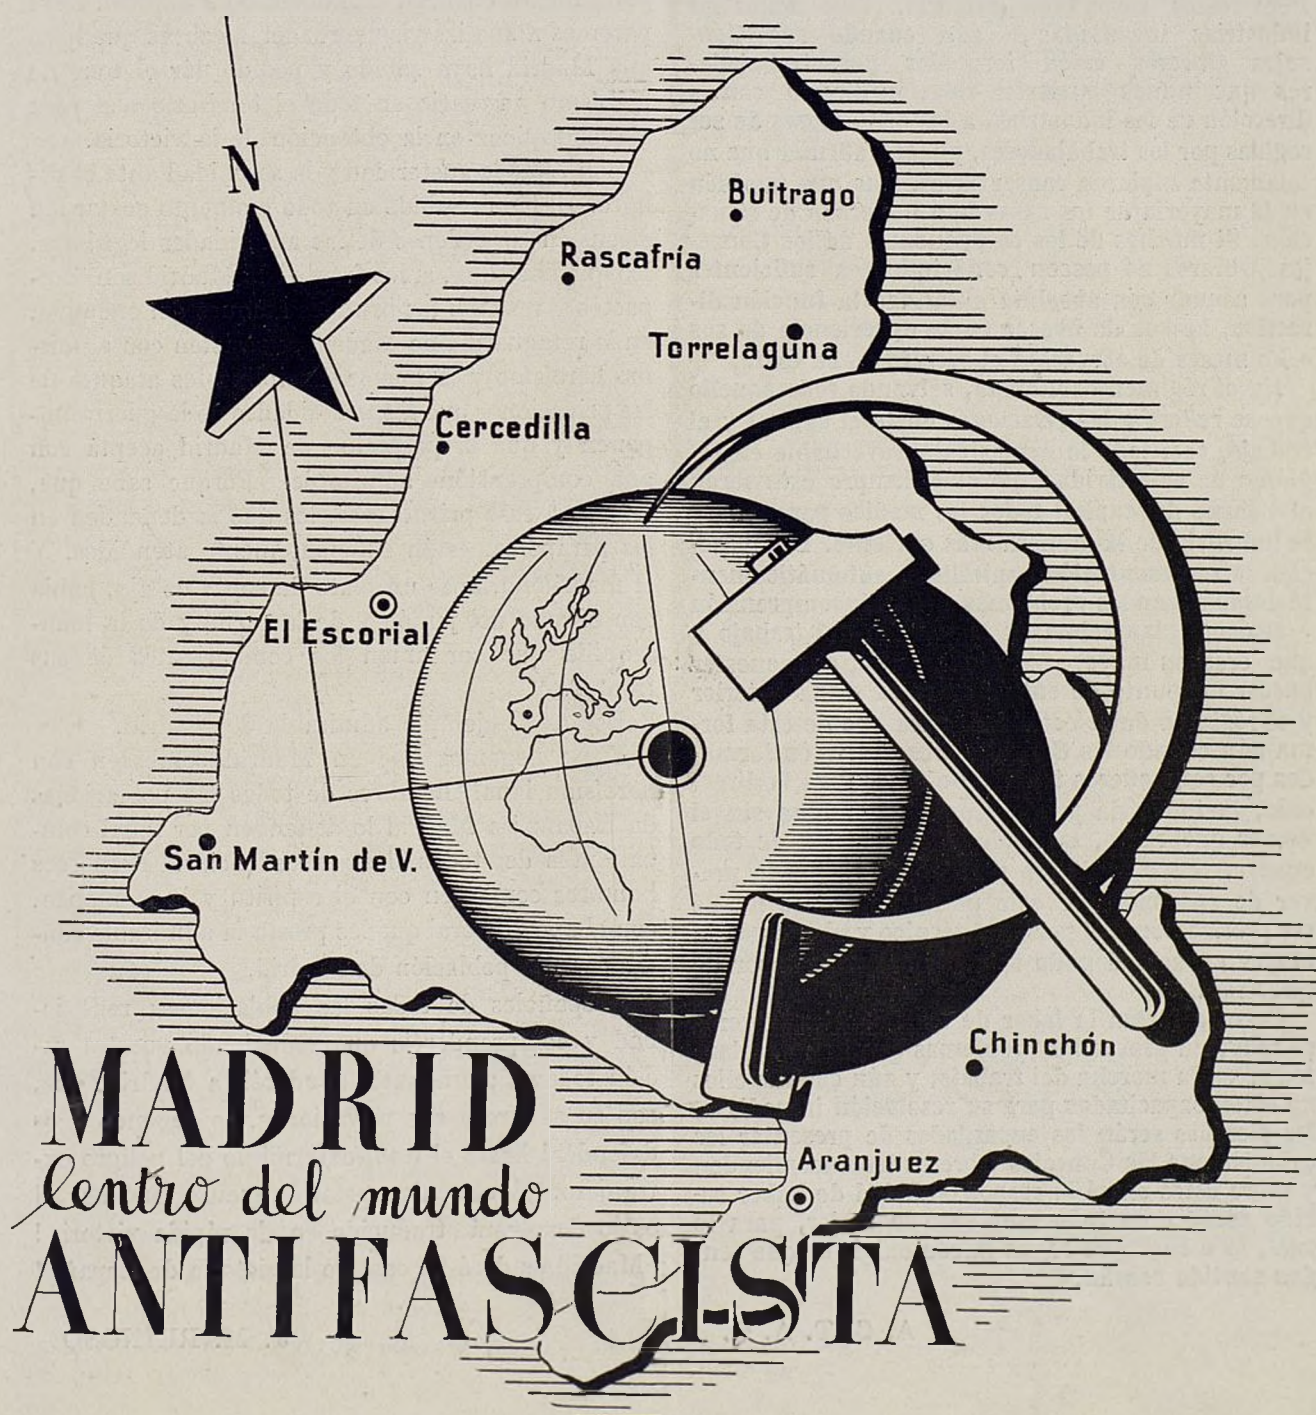 N
Buitrago
Rascafría
Torrelaguna
Cercedilla
El Escorial
San Martín de V.
Chinchón
Aranjuez
MADRID
Centro del mundo
ANTIFASCISTA